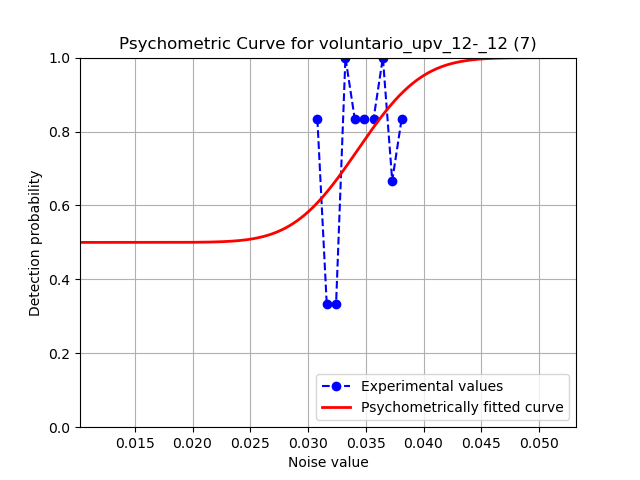 Psychometric Curve for voluntario_upv_12-_12 (7)
1.0
0.8
0.6
0.4
0.2
0.0
Detection probability
Experimental values
Psychometrically fitted curve
0.015 0.020 0.025 0.030 0.035 0.040 0.045 0.050
Noise value